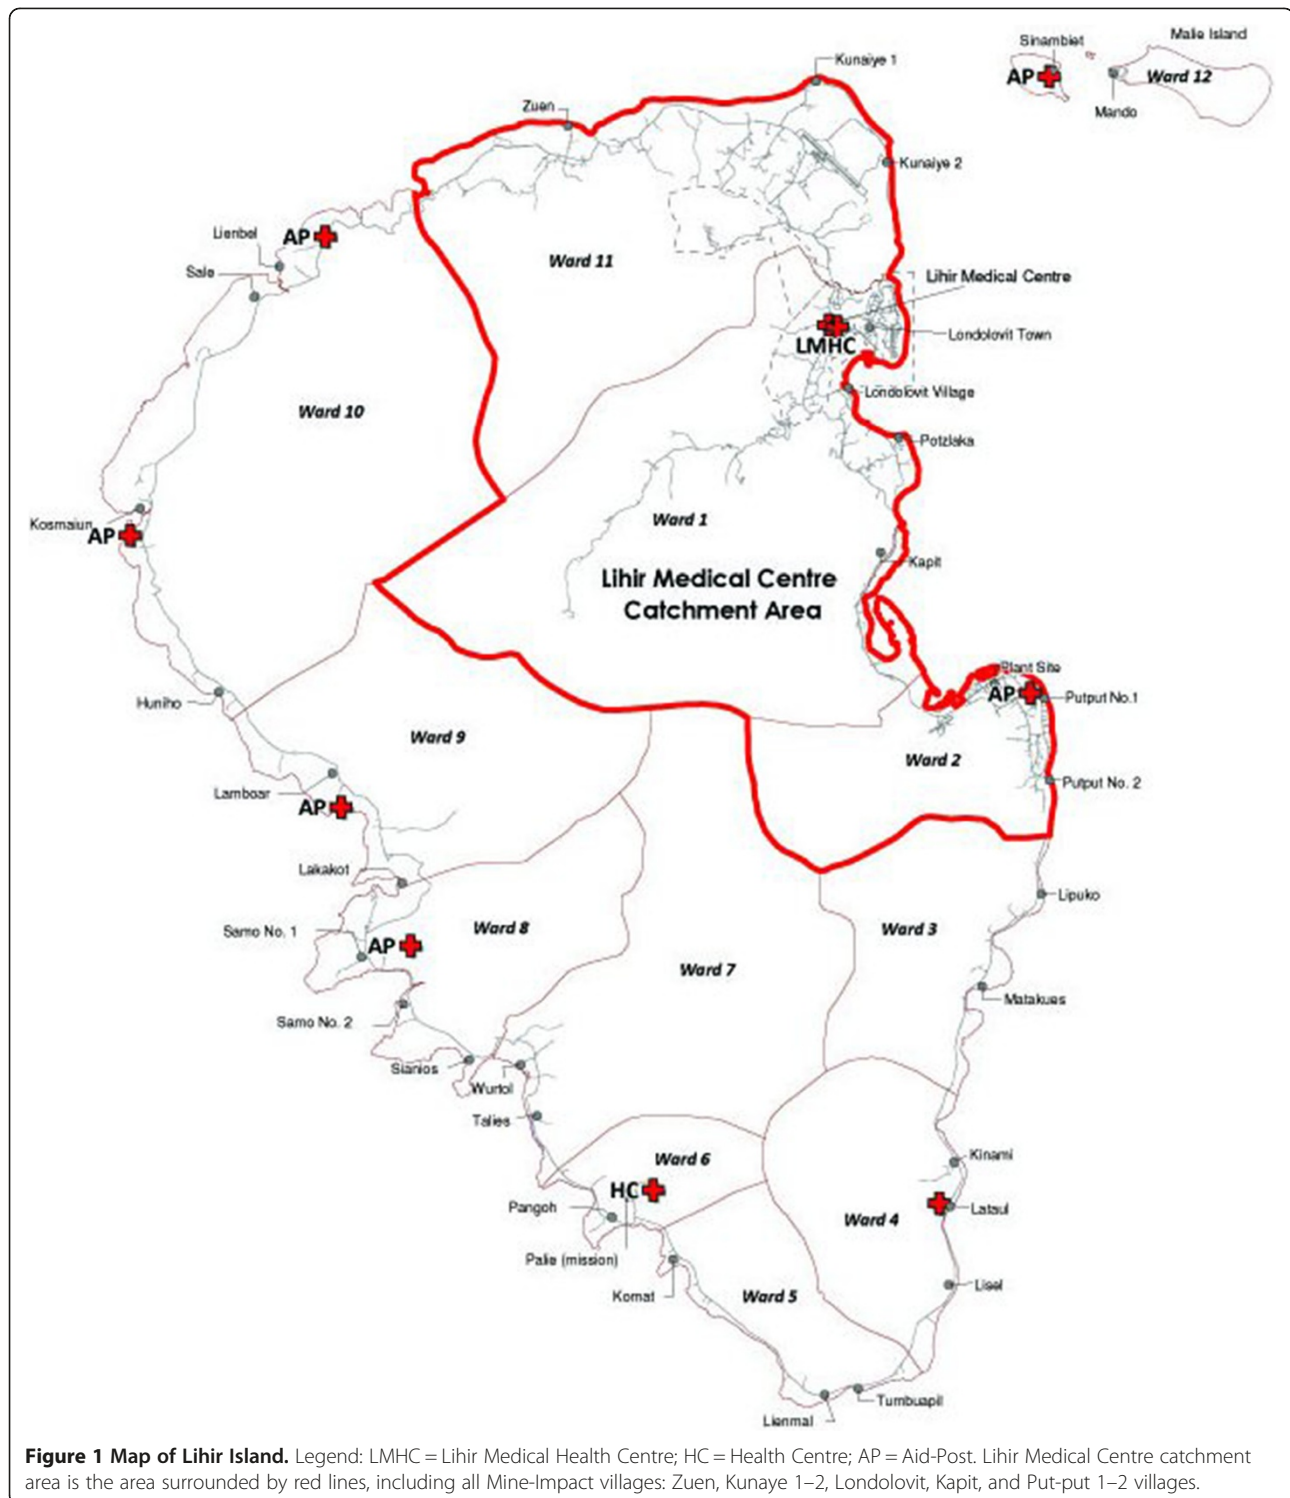 Malie Island
Sinambiet
AP
Ward 12
Mando
Kunaiye 1
Zuen
Kunaiye 2
Lienbel
AP
Sale
Ward 11
Lihir Medical Centre
LMHC
Londolovit Town
Londolovit Village
Ward 10
Potzlaka
Kosmaiun
AP
Ward 1
Kapit
Lihir Medical Centre
Catchment Area
Plant Site
AP
Putput No.1
Huniho
Ward 9
Ward 2
Putput No. 2
Lamboar
AP
Lakakot
Lipuko
Samo No. 1
AP
Ward 8
Ward 3
Ward 7
Matakues
Samo No. 2
Sianios
Wurtol
Talies
Kinami
Ward 6
HC
Pangoh
Lataul
Ward 4
Palie (mission)
Lisel
Komat
Ward 5
Tumbuapil
Lienmal
Figure 1 Map of Lihir Island. Legend: LMHC = Lihir Medical Health Centre; HC = Health Centre; AP = Aid-Post. Lihir Medical Centre catchment
area is the area surrounded by red lines, including all Mine-Impact villages: Zuen, Kunaye 1–2, Londolovit, Kapit, and Put-put 1–2 villages.